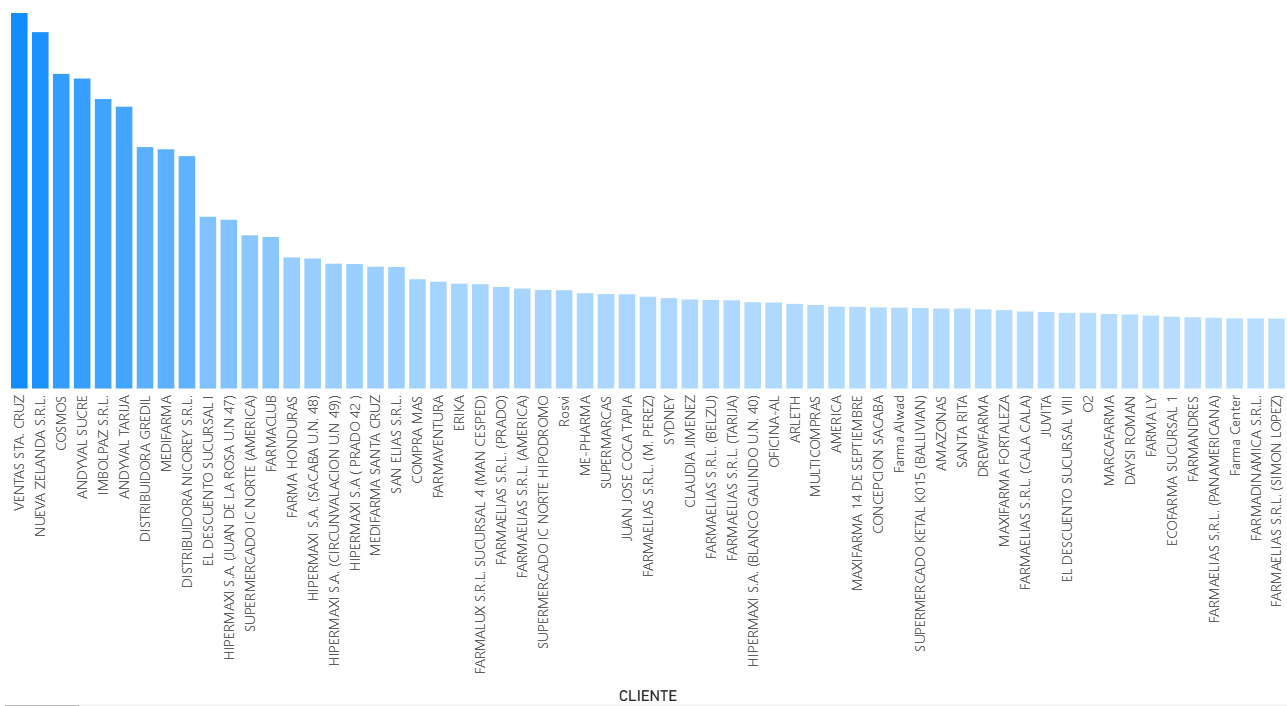 VENTAS STA. CRUZ
NUEVA ZELANDA S.R.L.
COSMOS
ANDYVAL SUCRE
IMBOLPAZ S.R.L.
ANDYVAL TARIJA
DISTRIBUIDORA GREDIL
MEDIFARMA
DISTRIBUIDORA NICOREY S.R.L.
EL DESCUENTO SUCURSAL I
HIPERMAXI S.A. (JUAN DE LA ROSA U.N 47)
SUPERMERCADO IC NORTE (AMERICA)
FARMACLUB
FARMA HONDURAS
HIPERMAXI S.A. (SACABA U.N. 48)
HIPERMAXI S.A. (CIRCUNVALACION U.N 49))
HIPERMAXI S.A ( PRADO 42 )
MEDIFARMA SANTA CRUZ
SAN ELIAS S.R.L.
COMPRA MAS
FARMAVENTURA
ERIKA
FARMALUX S.R.L. SUCURSAL 4 (MAN CESPED)
FARMAELIAS S.R.L. (PRADO)
FARMAELIAS S.R.L. (AMERICA)
SUPERMERCADO IC NORTE HIPODROMO
Rosvi
ME-PHARMA
SUPERMARCAS
JUAN JOSE COCA TAPIA
FARMAELIAS S.R.L. (M. PEREZ)
SYDNEY
CLAUDIA JIMENEZ
FARMAELIAS S.R.L. (BELZU)
FARMAELIAS S.R.L. (TARIJA)
HIPERMAXI S.A. (BLANCO GALINDO U.N. 40)
OFICINA-AL
ARLETH
MULTICOMPRAS
AMERICA
MAXIFARMA 14 DE SEPTIEMBRE
CONCEPCION SACABA
Farma Alwad
SUPERMERCADO KETAL K015 (BALLIVIAN)
AMAZONAS
SANTA RITA
DREWFARMA
MAXIFARMA FORTALEZA
FARMAELIAS S.R.L. (CALA CALA)
JUVITA
EL DESCUENTO SUCURSAL VIII
O2
MARCAFARMA
DAYSI ROMAN
FARMA LY
ECOFARMA SUCURSAL 1
FARMANDRES
FARMAELIAS S.R.L. (PANAMERICANA)
Farma Center
FARMADINAMICA S.R.L.
FARMAELIAS S.R.L. (SIMON LOPEZ)
CLIENTE